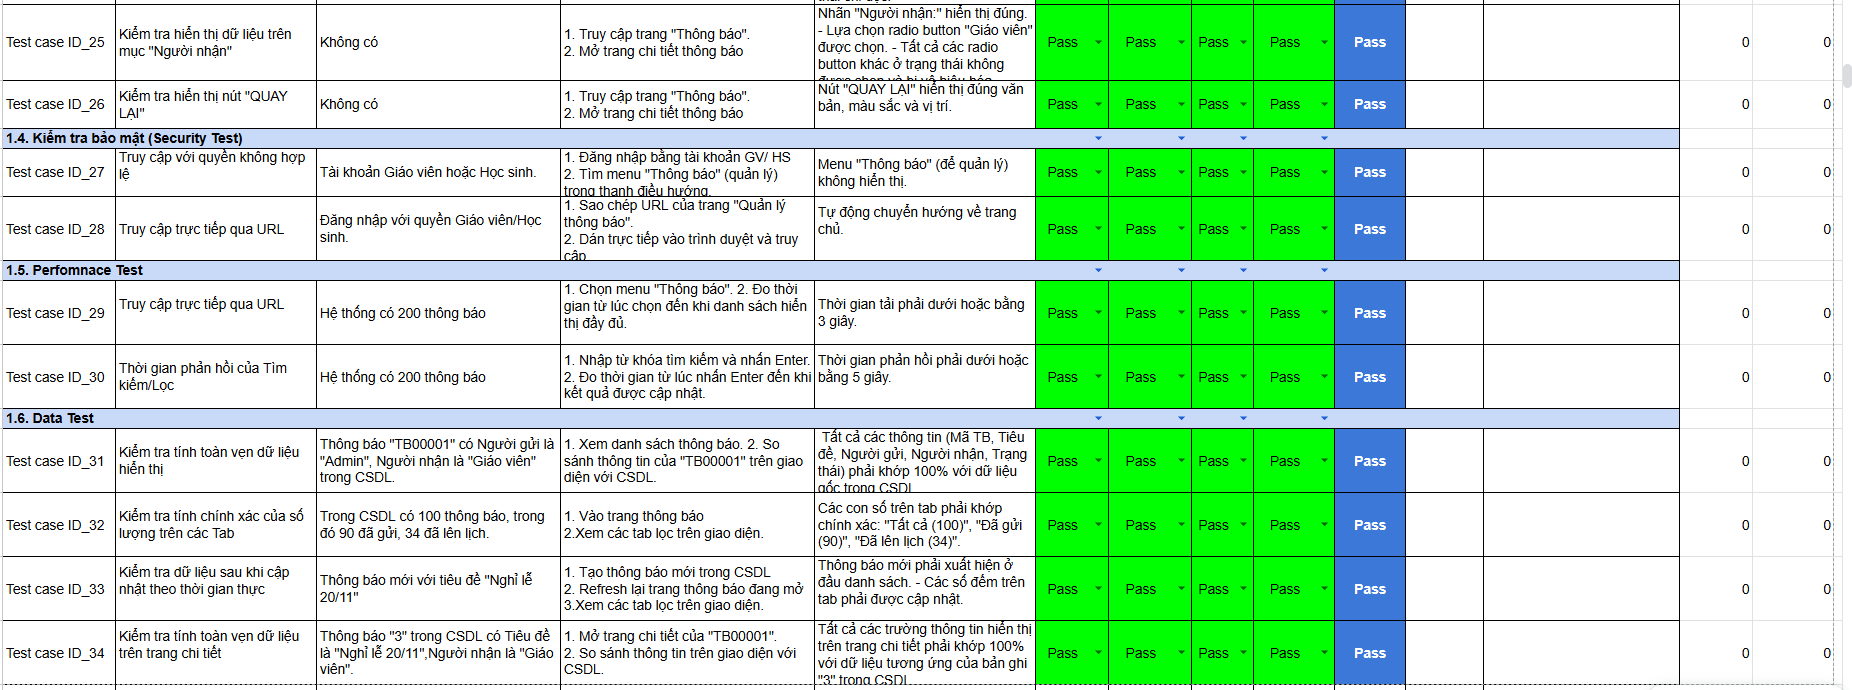 Test case ID_25
Kiểm tra hiển thị dữ liệu trên
mục "Người nhận"
Không có
1. Truy cập trang "Thông báo".
2. Mở trang chi tiết thông báo
Nhãn "Người nhận:" hiển thị đúng.
- Lựa chọn radio button "Giáo viên"
được chọn. - Tất cả các radio
button khác ở trạng thái không
Pass
Pass
Pass
Pass
Pass
0
0
Test case ID_26
Kiểm tra hiển thị nút "QUAY
LẠI"
Không có
1. Truy cập trang "Thông báo".
2. Mở trang chi tiết thông báo
Nút "QUAY LẠI" hiển thị đúng văn
bản, màu sắc và vị trí.
Pass
Pass
Pass
Pass
Pass
0
0
1.4. Kiểm tra bảo mật (Security Test)
Test case ID_27
Truy cập với quyền không hợp
lệ
Tài khoản Giáo viên hoặc Học sinh.
1. Đăng nhập bằng tài khoản GV/ HS
2. Tìm menu "Thông báo" (quản lý)
trong thanh điều hướng.
Menu "Thông báo" (để quản lý)
không hiển thị.
Pass
Pass
Pass
Pass
Pass
0
0
Test case ID_28
Truy cập trực tiếp qua URL
Đăng nhập với quyền Giáo viên/Học
sinh.
1. Sao chép URL của trang "Quản lý
thông báo".
2. Dán trực tiếp vào trình duyệt và truy
cập
Tự động chuyển hướng về trang
chủ.
Pass
Pass
Pass
Pass
Pass
0
0
1.5. Perfomnace Test
Test case ID_29
Truy cập trực tiếp qua URL
Hệ thống có 200 thông báo
1. Chọn menu "Thông báo". 2. Đo thời
gian từ lúc chọn đến khi danh sách hiển
thị đầy đủ.
Thời gian tải phải dưới hoặc bằng
3 giây.
Pass
Pass
Pass
Pass
Pass
0
0
Test case ID_30
Thời gian phản hồi của Tìm
kiếm/Lọc
Hệ thống có 200 thông báo
1. Nhập từ khóa tìm kiếm và nhấn Enter.
2. Đo thời gian từ lúc nhấn Enter đến khi
kết quả được cập nhật.
Thời gian phản hồi phải dưới hoặc
bằng 5 giây.
Pass
Pass
Pass
Pass
Pass
0
0
1.6. Data Test
Test case ID_31
Kiểm tra tính toàn vẹn dữ liệu
hiển thị
Thông báo "TB00001" có Người gửi là
"Admin", Người nhận là "Giáo viên"
trong CSDL.
1. Xem danh sách thông báo. 2. So
sánh thông tin của "TB00001" trên giao
diện với CSDL.
Tất cả các thông tin (Mã TB, Tiêu
đề, Người gửi, Người nhận, Trạng
thái) phải khớp 100% với dữ liệu
gốc trong CSDL
Pass
Pass
Pass
Pass
Pass
0
0
Test case ID_32
Kiểm tra tính chính xác của số
lượng trên các Tab
Trong CSDL có 100 thông báo, trong
đó 90 đã gửi, 34 đã lên lịch.
1. Vào trang thông báo
2.Xem các tab lọc trên giao diện.
Các con số trên tab phải khớp
chính xác: "Tất cả (100)", "Đã gửi
(90)", "Đã lên lịch (34)".
Pass
Pass
Pass
Pass
Pass
0
0
Test case ID_33
Kiểm tra dữ liệu sau khi cập
nhật theo thời gian thực
Thông báo mới với tiêu đề "Nghỉ lễ
20/11"
1. Tạo thông báo mới trong CSDL
2. Refresh lại trang thông báo đang mở
3.Xem các tab lọc trên giao diện.
Thông báo mới phải xuất hiện ở
đầu danh sách. - Các số đếm trên
tab phải được cập nhật.
Pass
Pass
Pass
Pass
Pass
0
0
Test case ID_34
Kiểm tra tính toàn vẹn dữ liệu
trên trang chi tiết
Thông báo "3" trong CSDL có Tiêu đề
là "Nghỉ lễ 20/11",Người nhận là "Giáo
viên".
1. Mở trang chi tiết của "TB00001".
2. So sánh thông tin trên giao diện với
CSDL.
Tất cả các trường thông tin hiển thị
trên trang chi tiết phải khớp 100%
với dữ liệu tương ứng của bản ghi
"3" trong CSDL
Pass
Pass
Pass
Pass
Pass
0
0